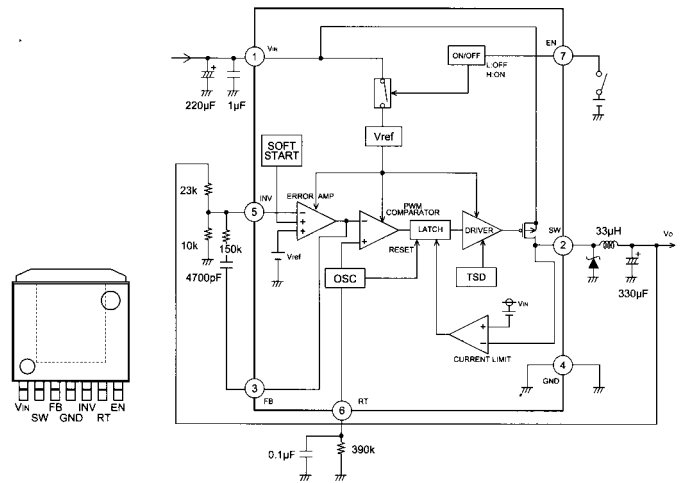 VIN
1
220µF
+
1µF
ON/OFF
L:OFF
H:ON
EN
7
Vref
SOFT
START
23k
INV
5
ERROR AMP
PWM
COMPARATOR
LATCH
DRIVER
RESET
SW
2
33µH
VO
10k
150k
4700pF
Vref
OSC
TSD
+
330µF
VIN
CURRENT LIMIT
4
GND
3
FB
6
RT
0.1µF
390k
VIN FB INV EN
SW GND RT